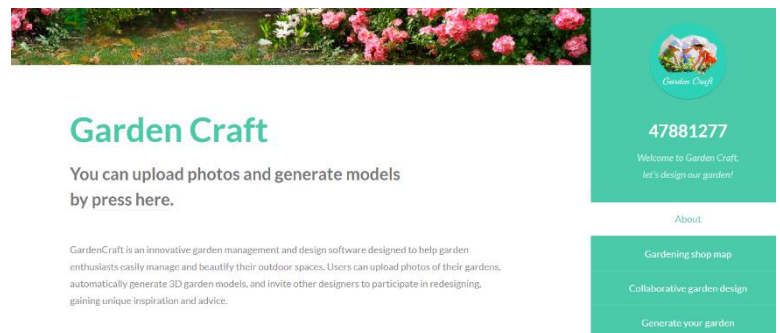 Garden Craft
You can upload photos and generate models
by press here.
GardenCraft is an innovative garden management and design software designed to help garden
enthusiasts easily manage and beautify their outdoor spaces. Users can upload photos of their gardens,
automatically generate 3D garden models, and invite other designers to participate in redesigning,
gaining unique inspiration and advice.
Garden Craft
47881277
Welcome to Garden Craft,
let's design our garden!
About
Gardening shop map
Collaborative garden design
Generate your garden